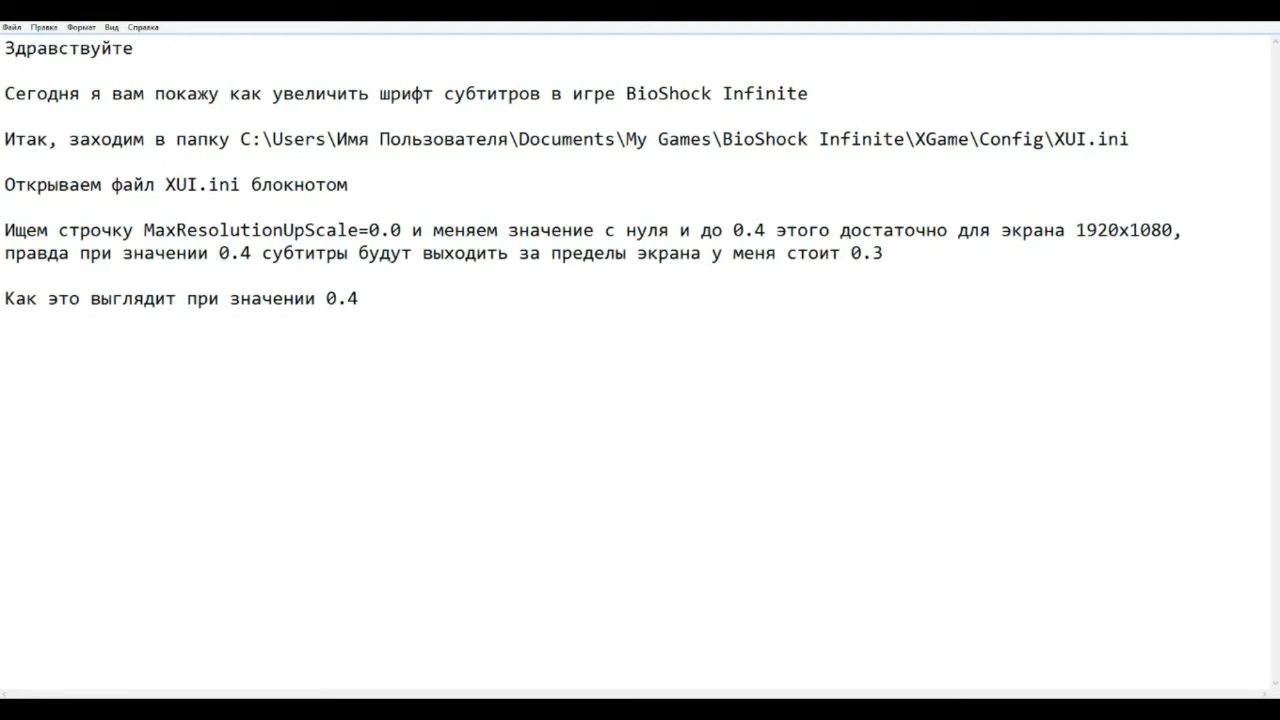 Файл Правка Формат Вид Справка
Здравствуйте
Сегодня я вам покажу как увеличить шрифт субтитров в игре BioShock Infinite
Итак, заходим в папку C:\Users\Имя Пользователя\Documents\My Games\BioShock Infinite\XGame\Config\XUI.ini
Открываем файл XUI.ini блокнотом
Ищем строчку MaxResolutionUpScale=0.0 и меняем значение с нуля и до 0.4 этого достаточно для экрана 1920x1080,
правда при значении 0.4 субтитры будут выходить за пределы экрана у меня стоит 0.3
Как это выглядит при значении 0.4